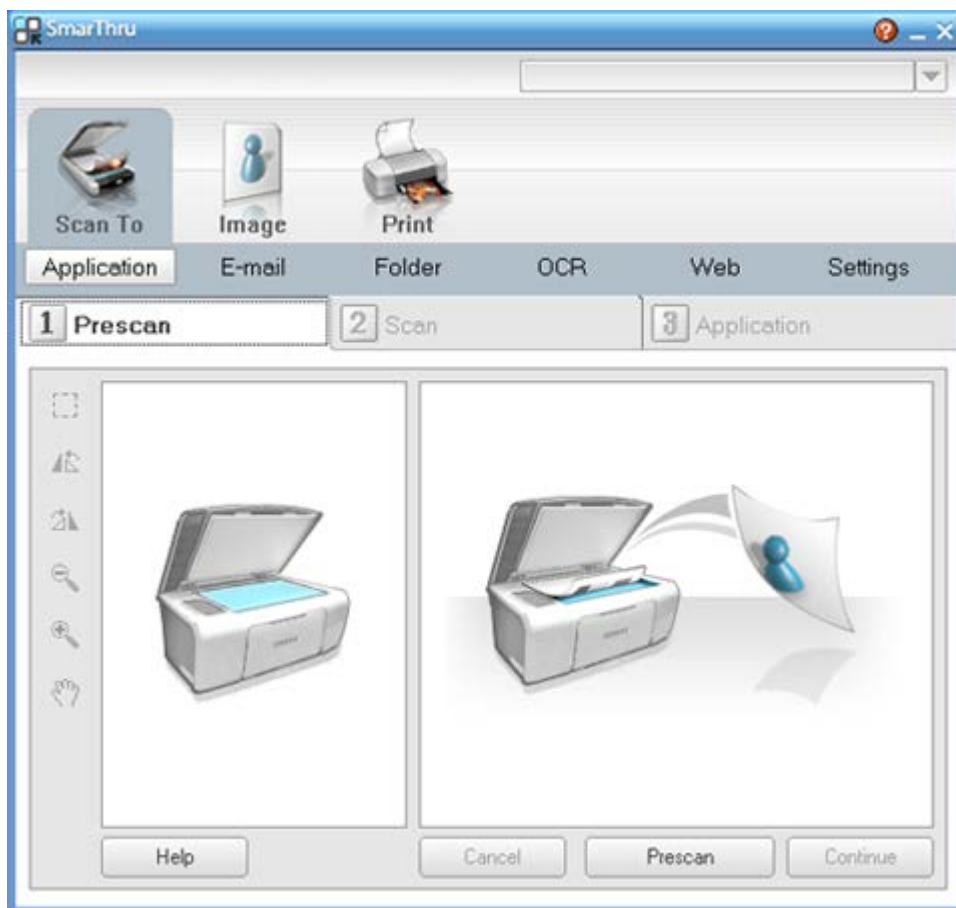 SmarThru
Scan To Image Print
Application E-mail Folder OCR Web Settings
1 Prescan 2 Scan 3 Application
Help Cancel Prescan Continue